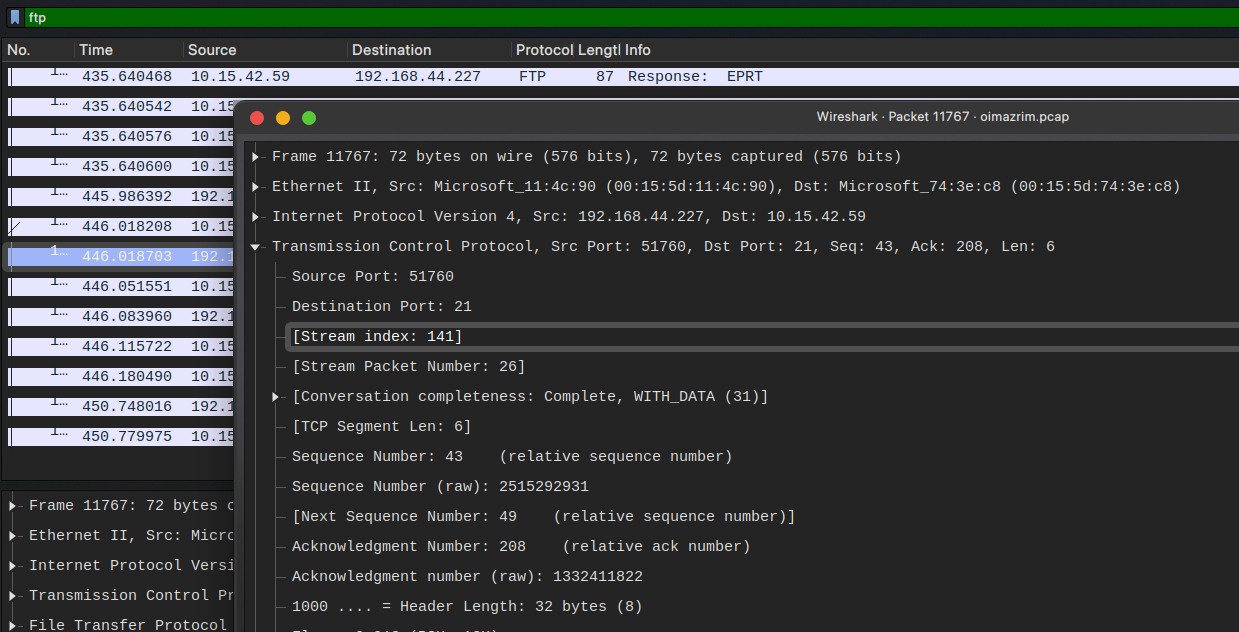 ftp
No. Time Source Destination Protocol Lengtl Info
1… 435.640468 10.15.42.59 192.168.44.227 FTP 87 Response: EPRT
1… 435.640542 10.15
1… 435.640576 10.15
1… 435.640600 10.15
1… 445.986392 192.1
1… 446.018208 10.15
1… 446.018703 192.1
1… 446.051551 10.15
1… 446.083960 192.1
1… 446.115722 10.15
1… 446.180490 10.15
1… 450.748016 192.1
1… 450.779975 10.15
Frame 11767: 72 bytes
Ethernet II, Src: Micro
Internet Protocol Versi
Transmission Control Pr
File Transfer Protocol
Wireshark · Packet 11767 · oimazrim.pcap
Frame 11767: 72 bytes on wire (576 bits), 72 bytes captured (576 bits)
Ethernet II, Src: Microsoft_11:4c:90 (00:15:5d:11:4c:90), Dst: Microsoft_74:3e:c8 (00:15:5d:74:3e:c8)
Internet Protocol Version 4, Src: 192.168.44.227, Dst: 10.15.42.59
Transmission Control Protocol, Src Port: 51760, Dst Port: 21, Seq: 43, Ack: 208, Len: 6
Source Port: 51760
Destination Port: 21
[Stream index: 141]
[Stream Packet Number: 26]
[Conversation completeness: Complete, WITH_DATA (31)]
[TCP Segment Len: 6]
Sequence Number: 43 (relative sequence number)
Sequence Number (raw): 2515292931
[Next Sequence Number: 49 (relative sequence number)]
Acknowledgment Number: 208 (relative ack number)
Acknowledgment number (raw): 1332411822
1000 .... = Header Length: 32 bytes (8)